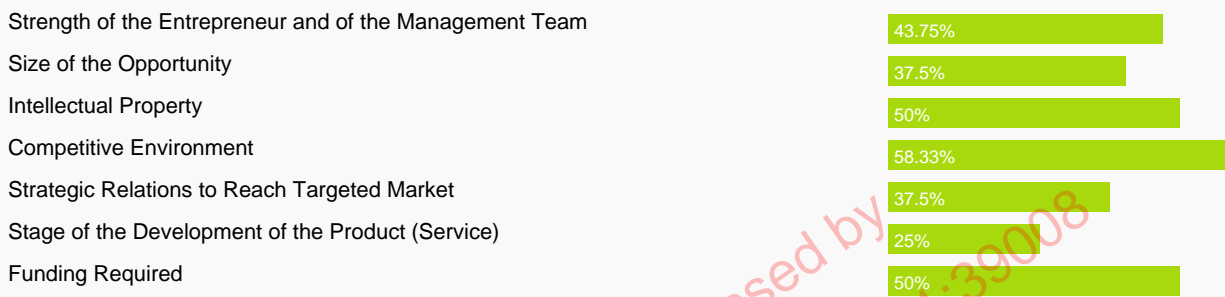 Strength of the Entrepreneur and of the Management Team 43.75%
Size of the Opportunity 37.5%
Intellectual Property 50%
Competitive Environment 58.33%
Strategic Relations to Reach Targeted Market 37.5%
Stage of the Development of the Product (Service) 25%
Funding Required 50%
by
39008